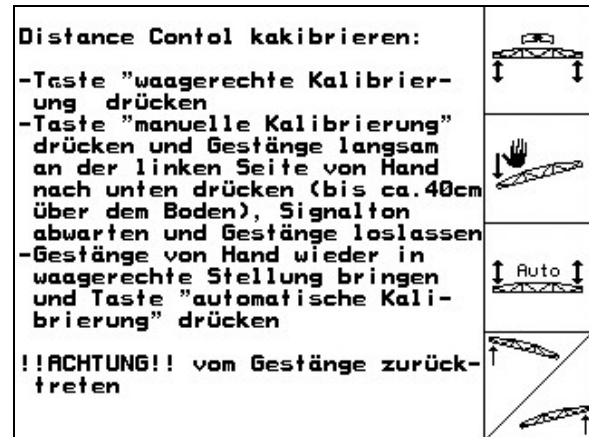 Distance Contol kakibrieren:
-Taste "waagerechte Kalibrier-
ung drücken
-Taste "manuelle Kalibrierung"
drücken und Gestänge langsam
an der linken Seite von Hand
nach unten drücken (bis ca.40cm
über dem Boden), Signalton
abwarten und Gestänge loslassen
-Gestänge von Hand wieder in
waagerechte Stellung bringen
und Taste "automatische Kali-
brierung" drücken
!!ACHTUNG!! vom Gestänge zurück-
treten
Auto